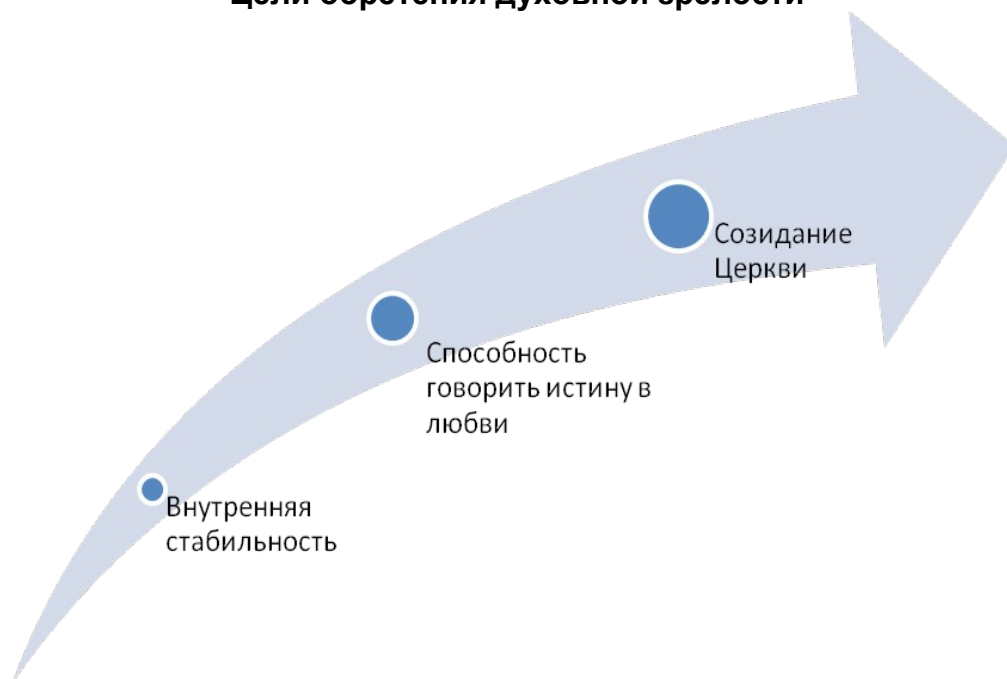 Цели обретения духовной зрелости
Созидание
Церкви
Способность
говорить истину в
любви
Внутренняя
стабильность